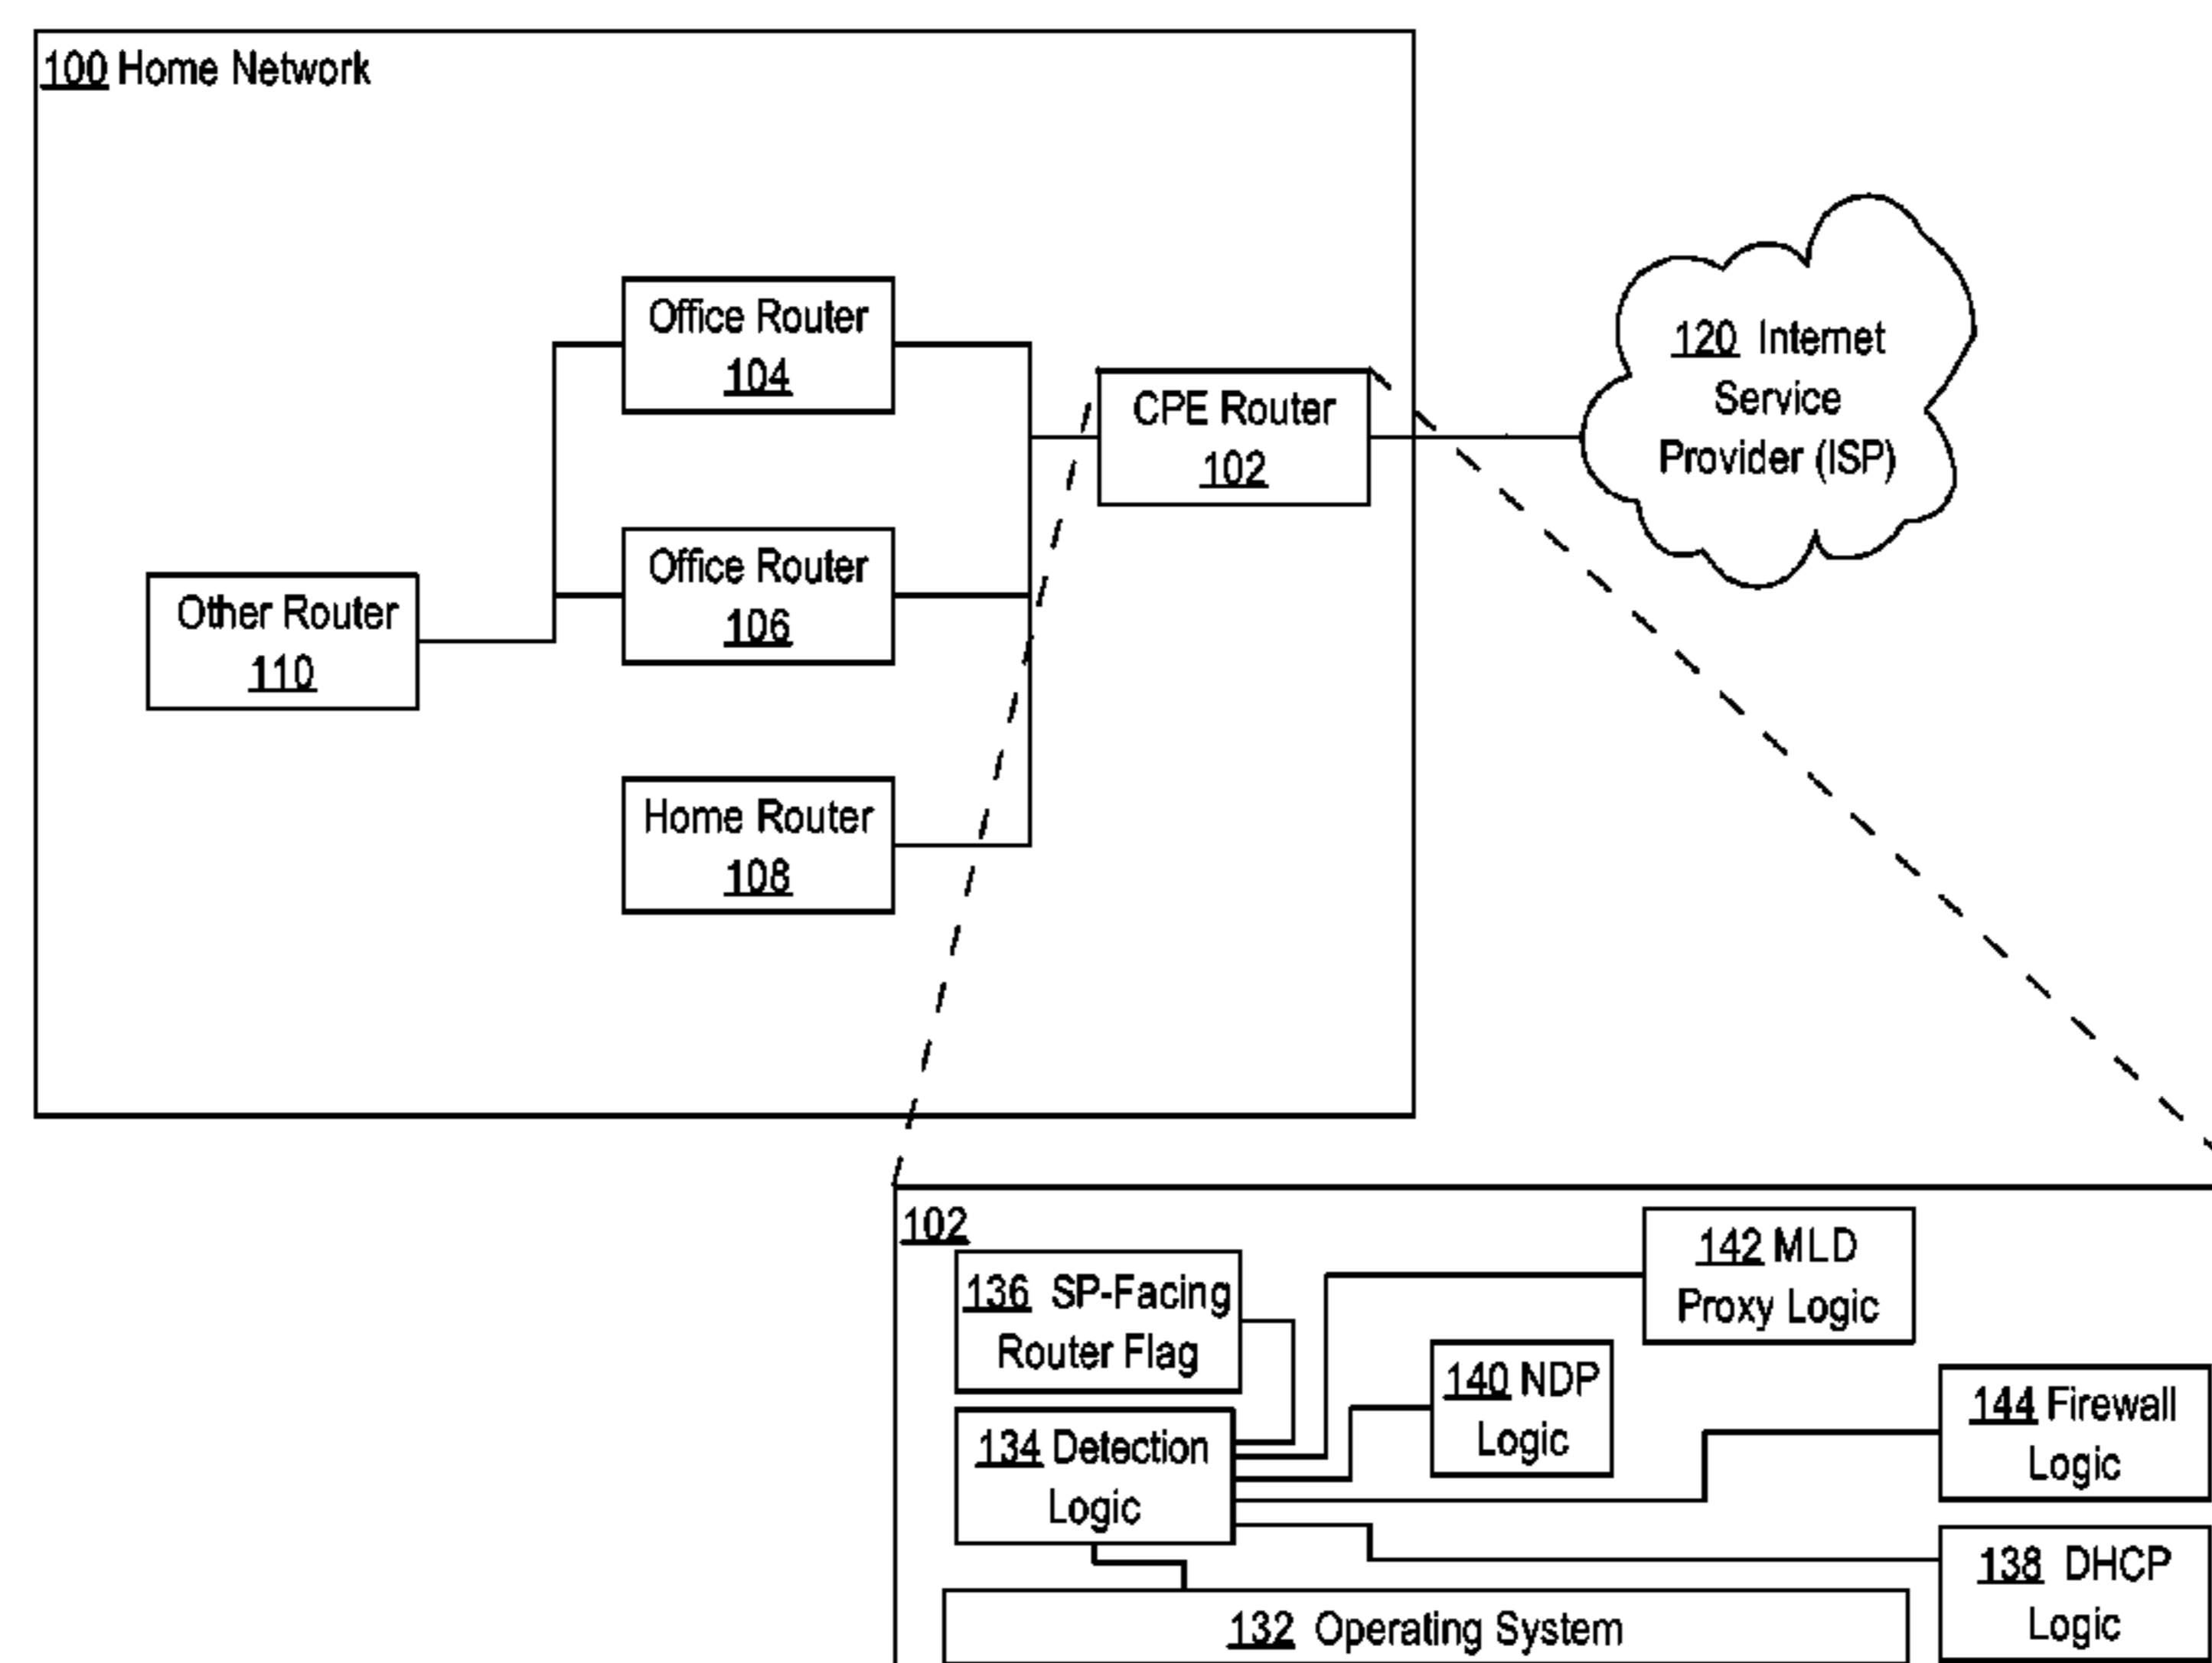 100 Home Network
Office Router
104
CPE Router
102
120 Internet
Service
Provider (ISP)
Office Router
106
Other Router
110
Home Router
108
102
136 SP-Facing
Router Flag
142 MLD
Proxy Logic
140 NDP
Logic
144 Firewall
Logic
134 Detection
Logic
138 DHCP
Logic
132 Operating System